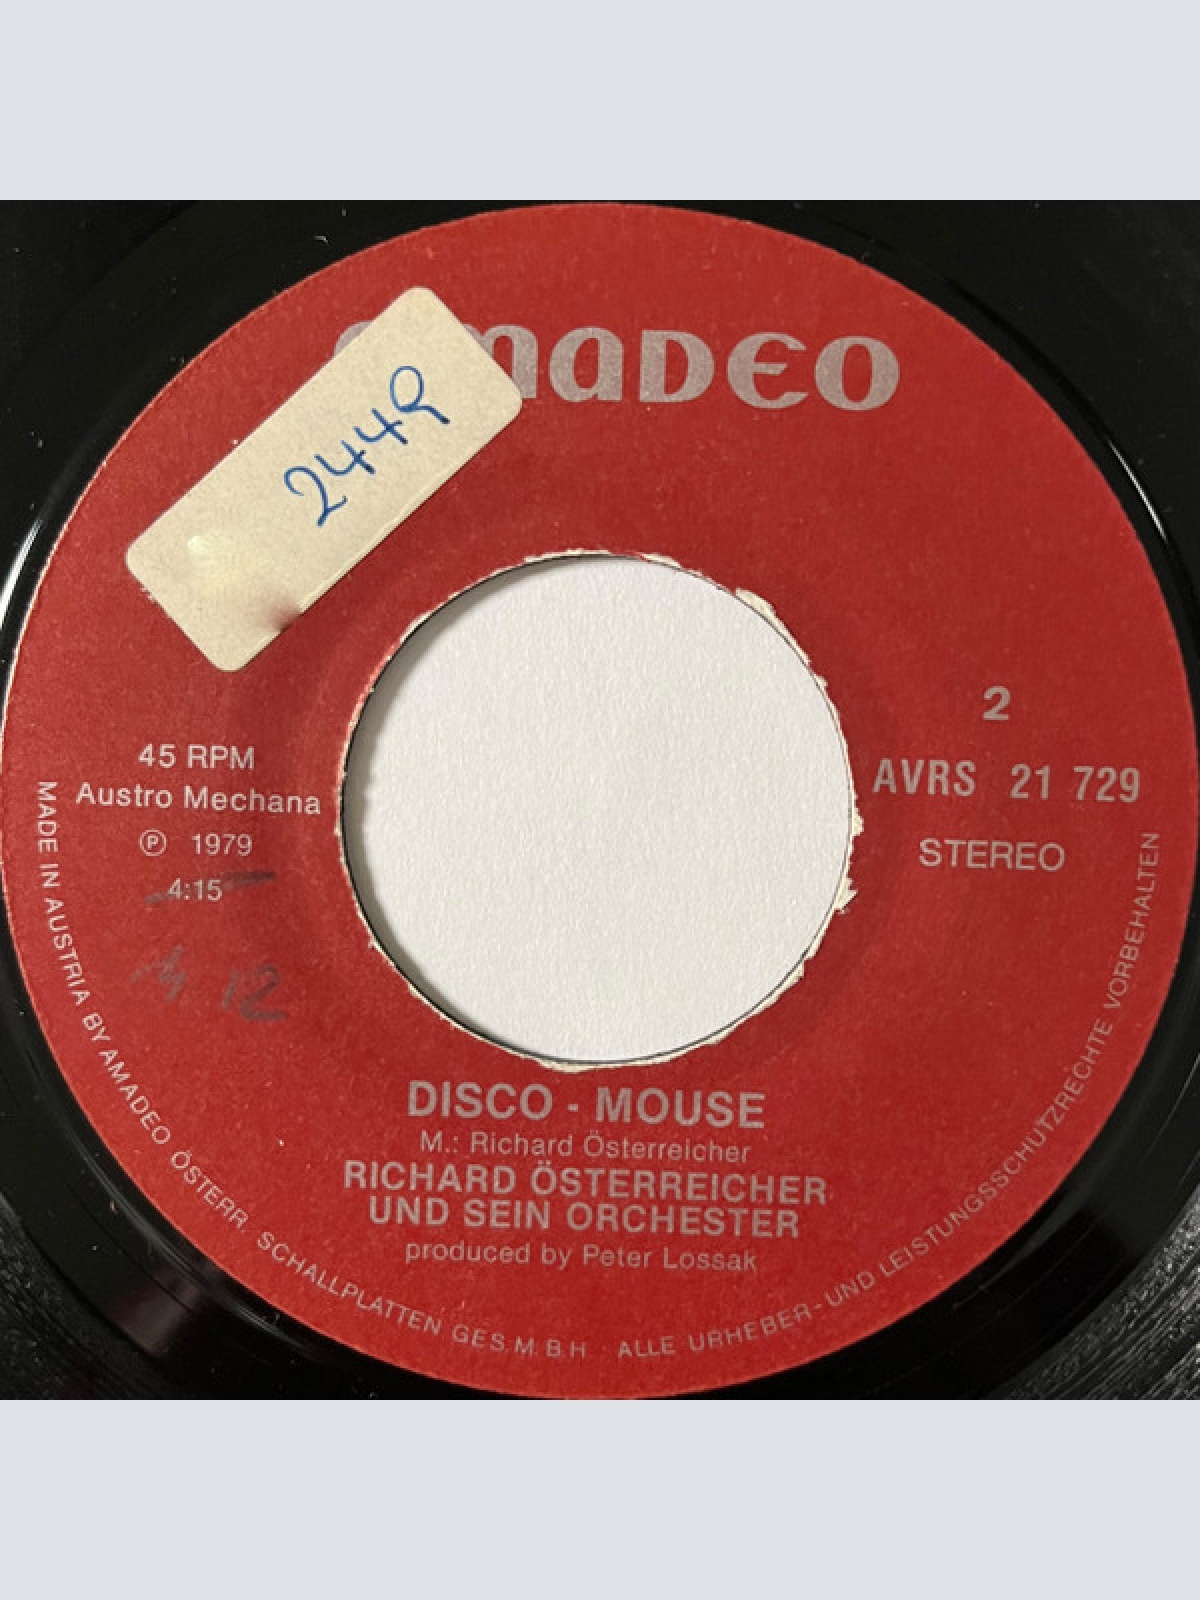 amadeo
2449
2
45 RPM
AVRS 21 729
Austro Mechana
Ⓟ 1979
STEREO
4:15
12
DISCO - MOUSE
M.: Richard Österreicher
RICHARD ÖSTERREICHER
UND SEIN ORCHESTER
produced by Peter Lossak
MADE IN AUSTRIA BY AMADEO ÖSTERR. SCHALLPLATTEN GES.M.B.H · ALLE URHEBER-UND LEISTUNGSSCHUTZRECHTE VORBEHALTEN